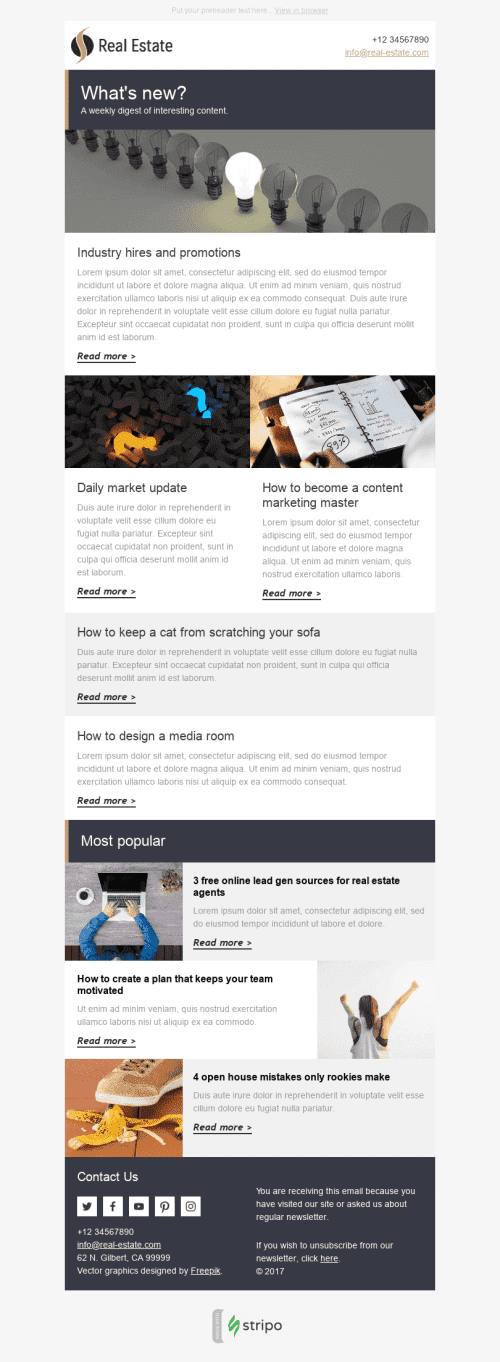 Put your preheader text here... View in browser
Real Estate
+12 34567890
info@real-estate.com
What's new?
A weekly digest of interesting content.
Industry hires and promotions
Lorem ipsum dolor sit amet, consectetur adipiscing elit, sed do eiusmod tempor
incididunt ut labore et dolore magna aliqua. Ut enim ad minim veniam, quis nostrud
exercitation ullamco laboris nisi ut aliquip ex ea commodo consequat. Duis aute irure
dolor in reprehenderit in voluptate velit esse cillum dolore eu fugiat nulla pariatur.
Excepteur sint occaecat cupidatat non proident, sunt in culpa qui officia deserunt mollit
anim id est laborum.
Read more >
Daily market update
Duis aute irure dolor in reprehenderit in
voluptate velit esse cillum dolore eu
fugiat nulla pariatur. Excepteur sint
occaecat cupidatat non proident, sunt in
culpa qui officia deserunt mollit anim id
est laborum.
Read more >
How to become a content
marketing master
Lorem ipsum dolor sit amet, consectetur
adipiscing elit, sed do eiusmod tempor
incididunt ut labore et dolore magna
aliqua. Ut enim ad minim veniam, quis
nostrud exercitation ullamco laboris.
Read more >
How to keep a cat from scratching your sofa
Duis aute irure dolor in reprehenderit in voluptate velit esse cillum dolore eu fugiat nulla
pariatur. Excepteur sint occaecat cupidatat non proident, sunt in culpa qui officia
deserunt mollit anim id est laborum.
Read more >
How to design a media room
Lorem ipsum dolor sit amet, consectetur adipiscing elit, sed do eiusmod tempor
incididunt ut labore et dolore magna aliqua. Ut enim ad minim veniam, quis nostrud
exercitation ullamco laboris nisi ut aliquip ex ea commodo consequat.
Read more >
Most popular
3 free online lead gen sources for real estate
agents
Lorem ipsum dolor sit amet, consectetur adipiscing elit, sed
do eiusmod tempor incididunt ut labore et dolore.
Read more >
How to create a plan that keeps your team
motivated
Ut enim ad minim veniam, quis nostrud exercitation
ullamco laboris nisi ut aliquip ex ea commodo.
Read more >
4 open house mistakes only rookies make
Duis aute irure dolor in reprehenderit in voluptate velit esse
cillum dolore eu fugiat nulla pariatur.
Read more >
Contact Us
+12 34567890
info@real-estate.com
62 N. Gilbert, CA 99999
Vector graphics designed by Freepik.
You are receiving this email because you
have visited our site or asked us about
regular newsletter.
If you wish to unsubscribe from our
newsletter, click here.
© 2017
stripo